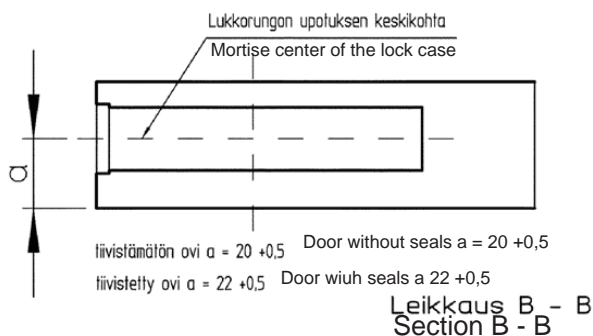 Lukkorungon upotuksen keskikohta
Mortise center of the lock case
a
tiivistämätön ovi a = 20 +0,5 Door without seals a = 20 +0,5
tiivistetty ovi a = 22 +0,5 Door wiuh seals a 22 +0,5
Leikkaus B - B
Section B - B